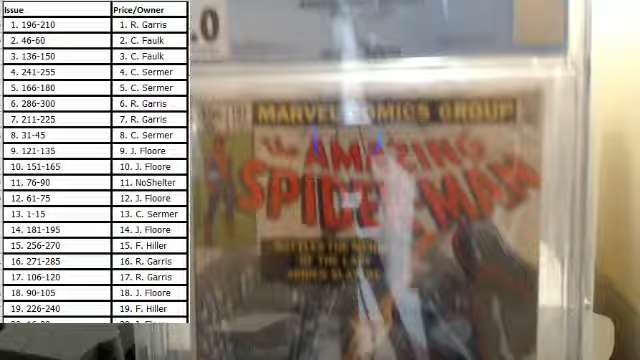 Issue Price/Owner
1. 196-210 1. R. Garris
2. 46-60 2. C. Faulk
3. 136-150 3. C. Faulk
4. 241-255 4. C. Sermer
5. 166-180 5. C. Sermer
6. 286-300 6. R. Garris
7. 211-225 7. R. Garris
8. 31-45 8. C. Sermer
9. 121-135 9. J. Floore
10. 151-165 10. J. Floore
11. 76-90 11. NoShelter
12. 61-75 12. J. Floore
13. 1-15 13. C. Sermer
14. 181-195 14. J. Floore
15. 256-270 15. F. Hiller
16. 271-285 16. R. Garris
17. 106-120 17. R. Garris
18. 90-105 18. J. Floore
19. 226-240 19. F. Hiller
.0
MARVEL COMICS GROUP
The AMAZING
SPIDER-MAN
BATTLES THE
OF THE